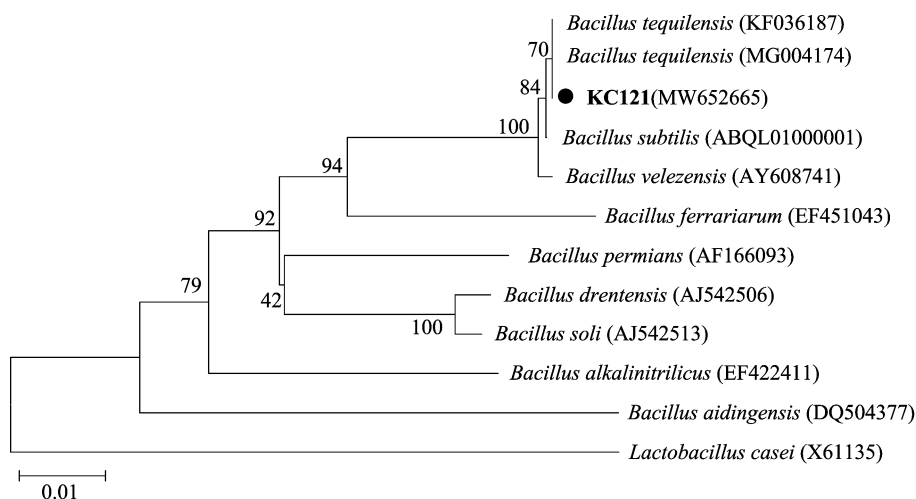 Bacillus tequilensis (KF036187)
70
Bacillus tequilensis (MG004174)
84
KC121(MW652665)
100
Bacillus subtilis (ABQL01000001)
94
Bacillus velezensis (AY608741)
92
Bacillus ferrariarum (EF451043)
Bacillus permians (AF166093)
79
42
Bacillus drentensis (AJ542506)
100
Bacillus soli (AJ542513)
Bacillus alkalinitrilicus (EF422411)
Bacillus aidingensis (DQ504377)
Lactobacillus casei (X61135)
0.01